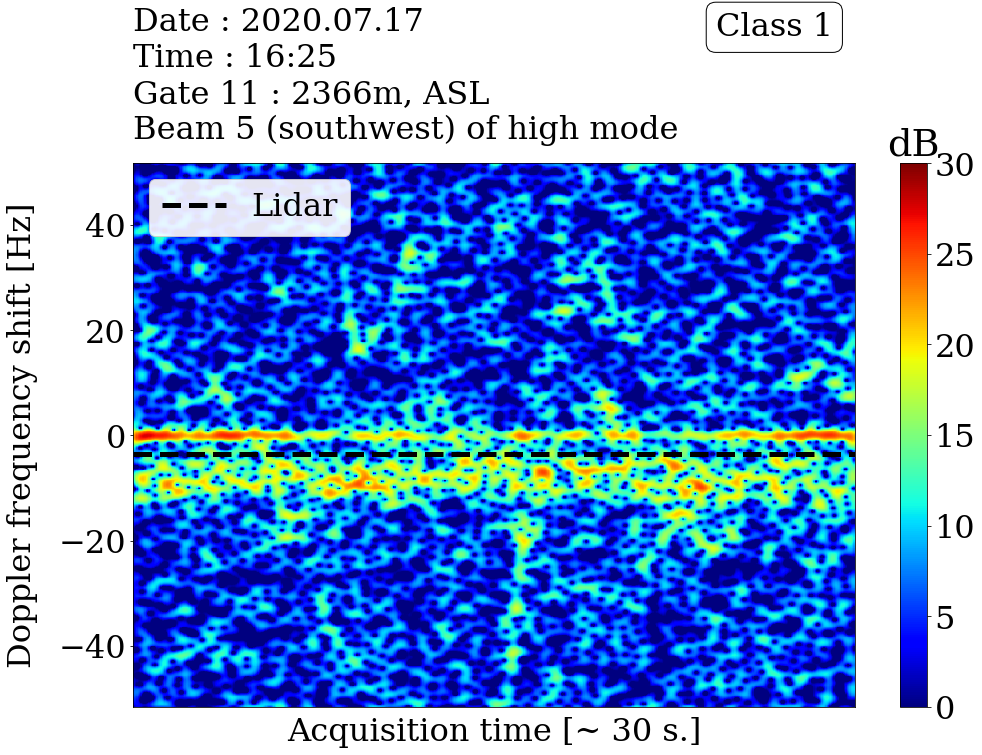 Date : 2020.07.17
Class 1
Time : 16:25
Gate 11 : 2366m, ASL
Beam 5 (southwest) of high mode
dB
Lidar
Doppler frequency shift [Hz]
40
20
0
−20
−40
30
25
20
15
10
5
0
Acquisition time [~ 30 s.]